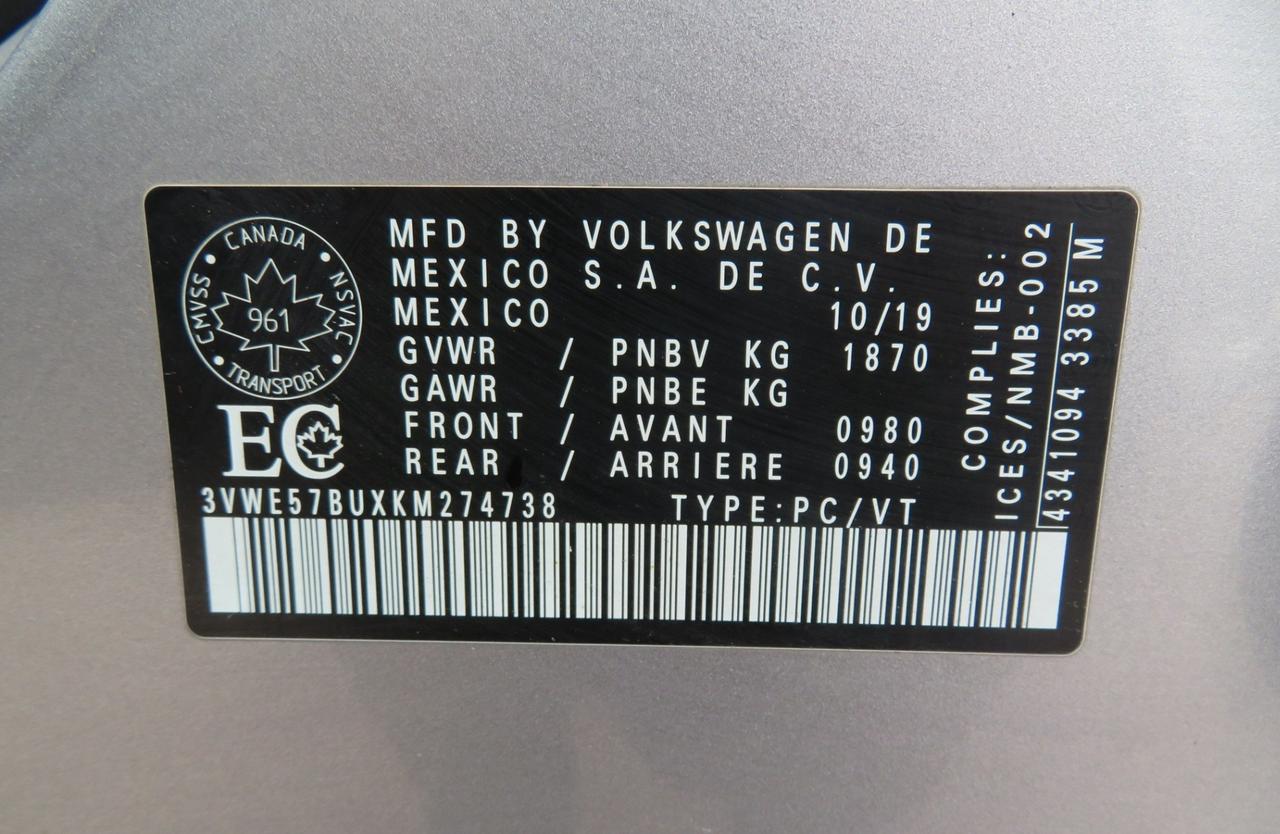 CANADA
CMVSS
NSVAC
961
TRANSPORT
EC
MFD BY VOLKSWAGEN DE
MEXICO S.A. DE C.V.
MEXICO 10/19
GVWR / PNBV KG 1870
GAWR / PNBE KG
FRONT / AVANT 0980
REAR / ARRIERE 0940
3VWE57BUXKM274738 TYPE:PC/VT
COMPLIES:
ICES/NMB-002
4341094 3385 M